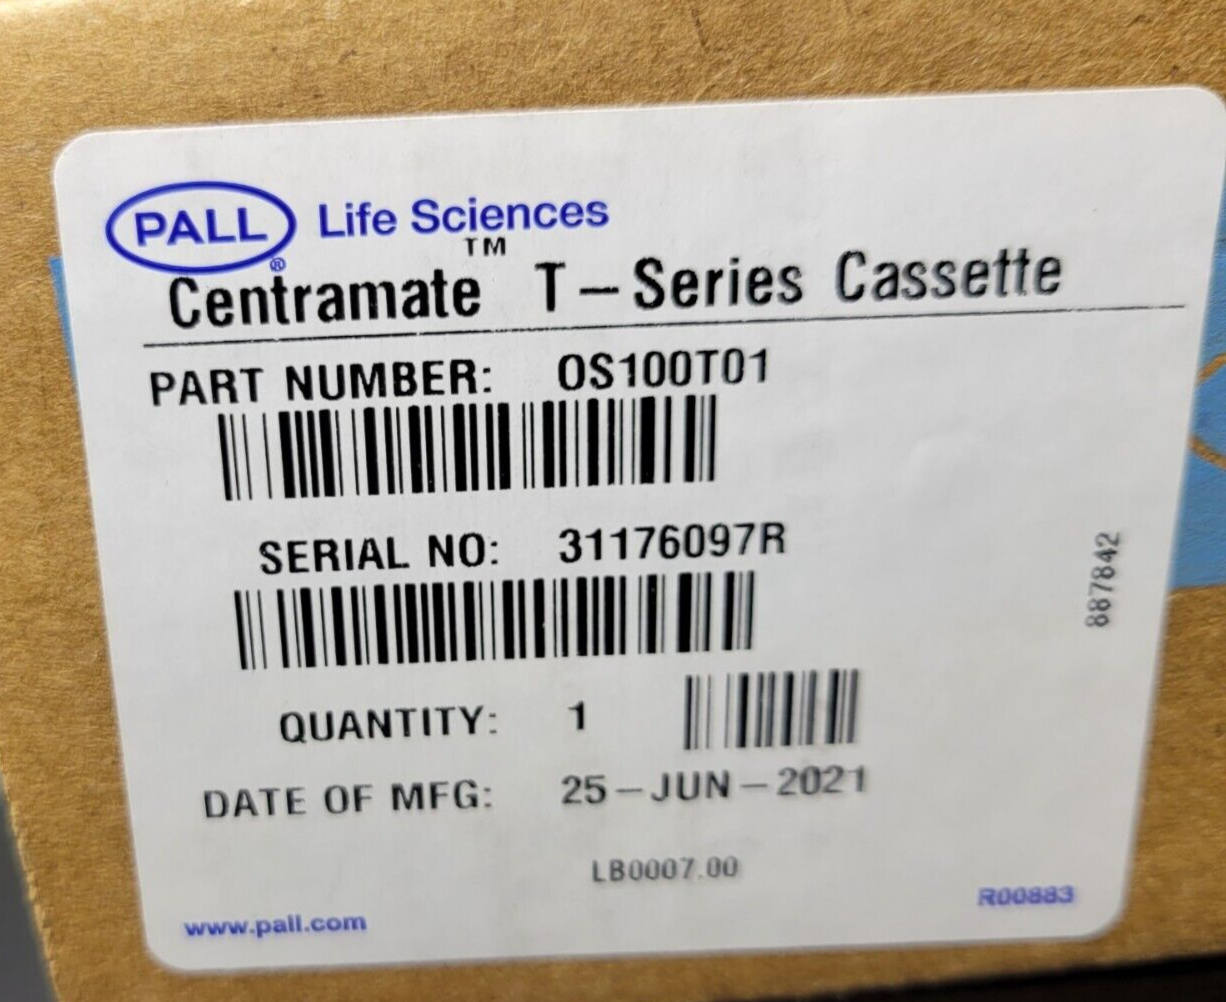 PALL® Life Sciences
Centramate™ T-Series Cassette
PART NUMBER: OS100T01
SERIAL NO: 31176097R
887842
QUANTITY: 1
DATE OF MFG: 25-JUN-2021
LB0007.00
www.pall.com
R00883